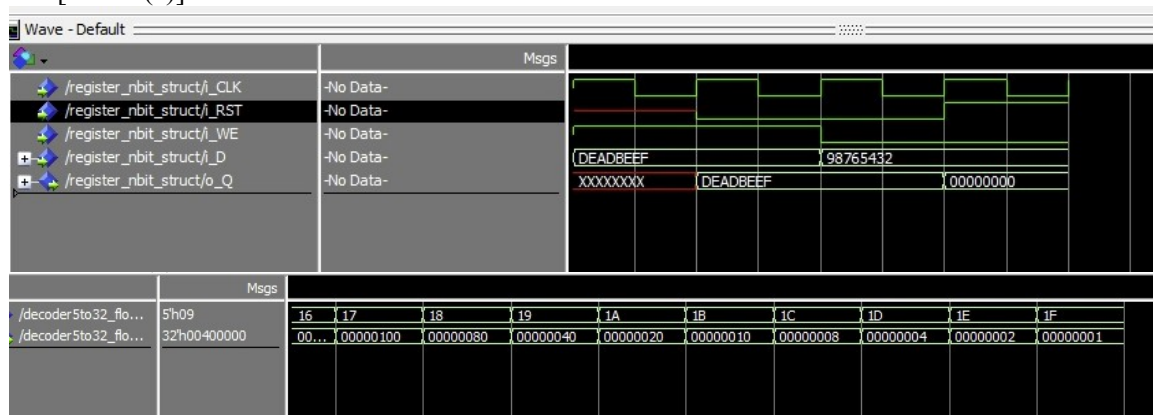 Wave - Default
Msgs
/register_nbit_struct/i_CLK -No Data-
/register_nbit_struct/i_RST -No Data-
/register_nbit_struct/i_WE -No Data-
/register_nbit_struct/i_D -No Data- DEADBEEF 98765432
/register_nbit_struct/o_Q -No Data- XXXXXXXX DEADBEEF 00000000
Msgs
/decoder5to32_flo... 5'h09 16 17 18 19 1A 1B 1C 1D 1E 1F
/decoder5to32_flo... 32'h00400000 00... 00000100 00000080 00000040 00000020 00000010 00000008 00000004 00000002 00000001